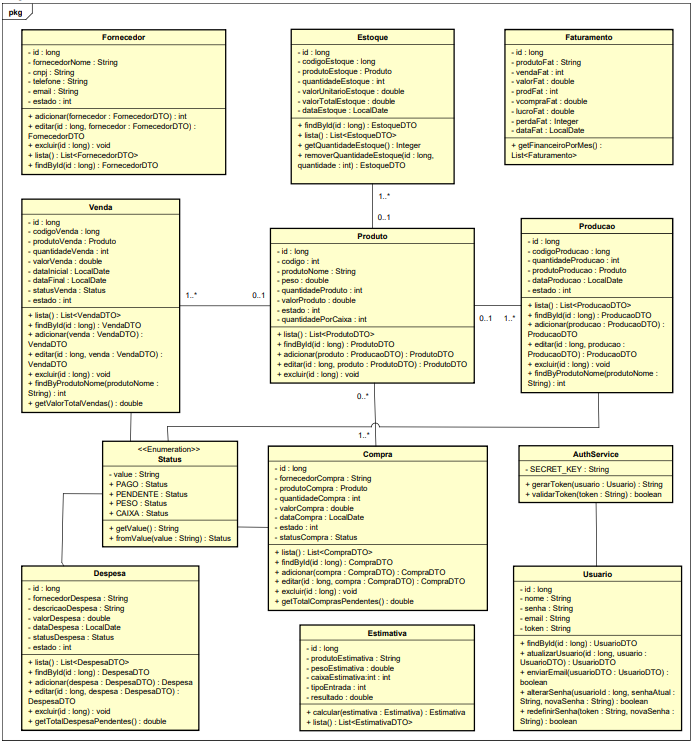 pkg
Fornecedor
- id : long
- fornecedorNome : String
- cnpj : String
- telefone : String
- email : String
- estado : int
+ adicionar(fornecedor : FornecedorDTO) : int
+ editar(id : long, fornecedor : FornecedorDTO) :
FornecedorDTO
+ excluir(id : long) : void
+ lista() : List<FornecedorDTO>
+ findById(id : long) : FornecedorDTO
Estoque
- id : long
- codigoEstoque : long
- produtoEstoque : Produto
- quantidadeEstoque : int
- valorUnitarioEstoque : double
- valorTotalEstoque : double
- dataEstoque : LocalDate
+ findById(id : long) : EstoqueDTO
+ lista() : List<EstoqueDTO>
+ getQuantidadeEstoque() : Integer
+ removerQuantidadeEstoque(id : long,
quantidade : int) : EstoqueDTO
Faturamento
- id : long
- produtoFat : String
- vendaFat : int
- valorFat : double
- prodFat : int
- vcompraFat : double
- lucroFat : double
- perdaFat : Integer
- dataFat : LocalDate
+ getFinanceiroPorMes() :
List<Faturamento>
1..*
0..1
Venda
- id : long
- codigoVenda : long
- produtoVenda : Produto
- quantidadeVenda : int
- valorVenda : double
- dataInicial : LocalDate
- dataFinal : LocalDate
- statusVenda : Status
- estado : int
+ lista() : List<VendaDTO>
+ findById(id : long) : VendaDTO
+ adicionar(venda : VendaDTO) :
VendaDTO
+ editar(id : long, venda : VendaDTO) :
VendaDTO
+ excluir(id : long) : void
+ findByProdutoNome(produtoNome :
String) : int
+ getValorTotalVendas() : double
1..*
0..1
Produto
- id : long
- codigo : int
- produtoNome : String
- peso : double
- quantidadeProduto : int
- valorProduto : double
- estado : int
- quantidadePorCaixa : int
+ lista() : List<ProdutoDTO>
+ findById(id : long) : ProdutoDTO
+ adicionar(produto : ProducaoDTO) : ProdutoDTO
+ editar(id : long, produto : ProdutoDTO) : ProdutoDTO
+ excluir(id : long) : void
0..1
1..*
Producao
- id : long
- codigoProducao : long
- quantidadeProducao : int
- produtoProducao : Produto
- dataProducao : LocalDate
- estado : int
+ lista() : List<ProducaoDTO>
+ findById(id : long) : ProducaoDTO
+ adicionar(producao : ProducaoDTO) :
ProducaoDTO
+ editar(id : long, producao :
ProducaoDTO) : ProducaoDTO
+ excluir(id : long) : void
+ findByProdutoNome(produtoNome :
String) : int
0..*
1..*
<<Enumeration>>
Status
- value : String
+ PAGO : Status
+ PENDENTE : Status
+ PESO : Status
+ CAIXA : Status
+ getValue() : String
+ fromValue(value : String) : Status
Compra
- id : long
- fornecedorCompra : String
- produtoCompra : Produto
- quantidadeCompra : int
- valorCompra : double
- dataCompra : LocalDate
- estado : int
- statusCompra : Status
+ lista() : List<CompraDTO>
+ findById(id : long) : CompraDTO
+ adicionar(compra : CompraDTO) : CompraDTO
+ editar(id : long, compra : CompraDTO) : CompraDTO
+ excluir(id : long) : void
+ getTotalComprasPendentes() : double
AuthService
- SECRET_KEY : String
+ gerarToken(usuario : Usuario) : String
+ validarToken(token : String) : boolean
Despesa
- id : long
- fornecedorDespesa : String
- descricaoDespesa : String
- valorDespesa : double
- dataDespesa : LocalDate
- statusDespesa : Status
- estado : int
+ lista() : List<DespesaDTO>
+ findById(id : long) : DespesaDTO
+ adicionar(despesa : DespesaDTO) : Despesa
+ editar(id : long, despesa : DespesaDTO) :
DespesaDTO
+ excluir(id : long) : void
+ getTotalDespesaPendentes() : double
Estimativa
- id : long
- produtoEstimativa : String
- pesoEstimativa : double
- caixaEstimativa:int : int
- tipoEntrada : int
- resultado : double
+ calcular(estimativa : Estimativa) : Estimativa
+ lista() : List<EstimativaDTO>
Usuario
- id : long
- nome : String
- senha : String
- email : String
- token : String
+ findById(id : long) : UsuarioDTO
+ atualizarUsuario(id : long, usuario :
UsuarioDTO) : UsuarioDTO
+ enviarEmail(usuarioDTO : UsuarioDTO) :
boolean
+ alterarSenha(usuarioId : long, senhaAtual :
String, novaSenha : String) : boolean
+ redefinirSenha(token : String, novaSenha :
String) : boolean